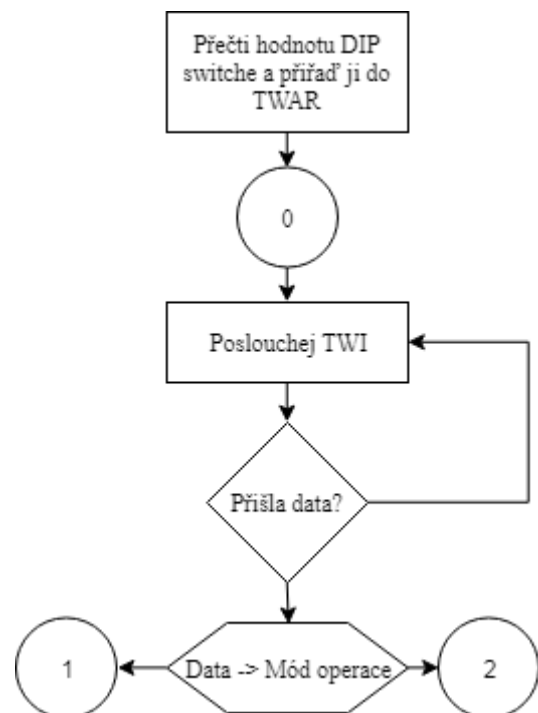 Přečti hodnotu DIP
switche a přiřaď ji do
TWAR
0
Poslouchej TWI
Přišla data?
1
Data -> Mód operace
2